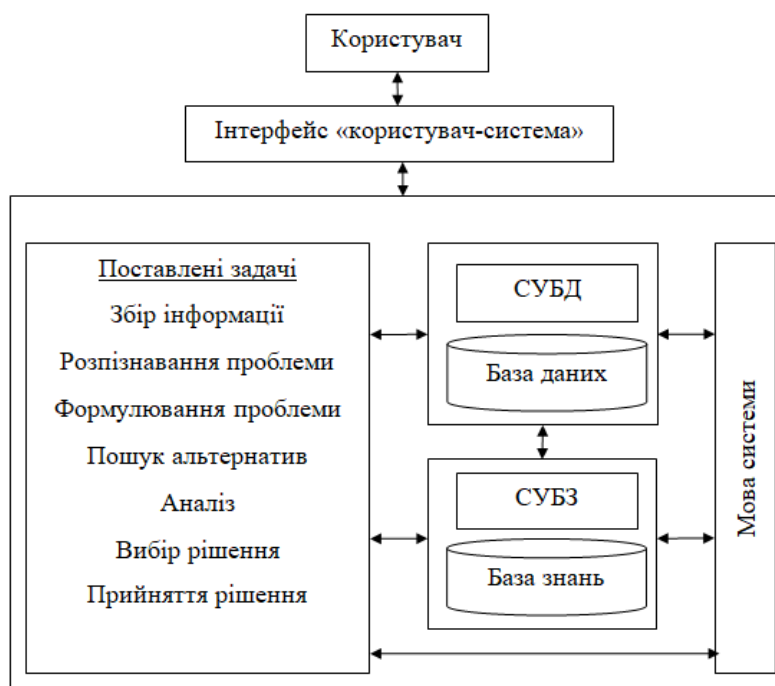 Користувач
Інтерфейс «користувач-система»
Поставлені задачі
Збір інформації
Розпізнавання проблеми
Формулювання проблеми
Пошук альтернатив
Аналіз
Вибір рішення
Прийняття рішення
СУБД
База даних
СУБЗ
База знань
Мова системи